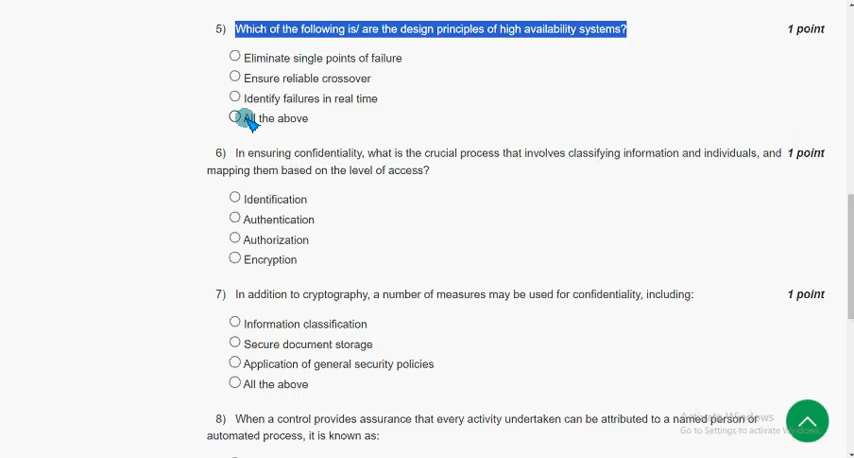 5) Which of the following is/ are the design principles of high availability systems? 1 point
Eliminate single points of failure
Ensure reliable crossover
Identify failures in real time
All the above
6) In ensuring confidentiality, what is the crucial process that involves classifying information and individuals, and 1 point
mapping them based on the level of access?
Identification
Authentication
Authorization
Encryption
7) In addition to cryptography, a number of measures may be used for confidentiality, including: 1 point
Information classification
Secure document storage
Application of general security policies
All the above
8) When a control provides assurance that every activity undertaken can be attributed to a named person or
automated process, it is known as:
Activate Windows
Go to Settings to activate Windows.